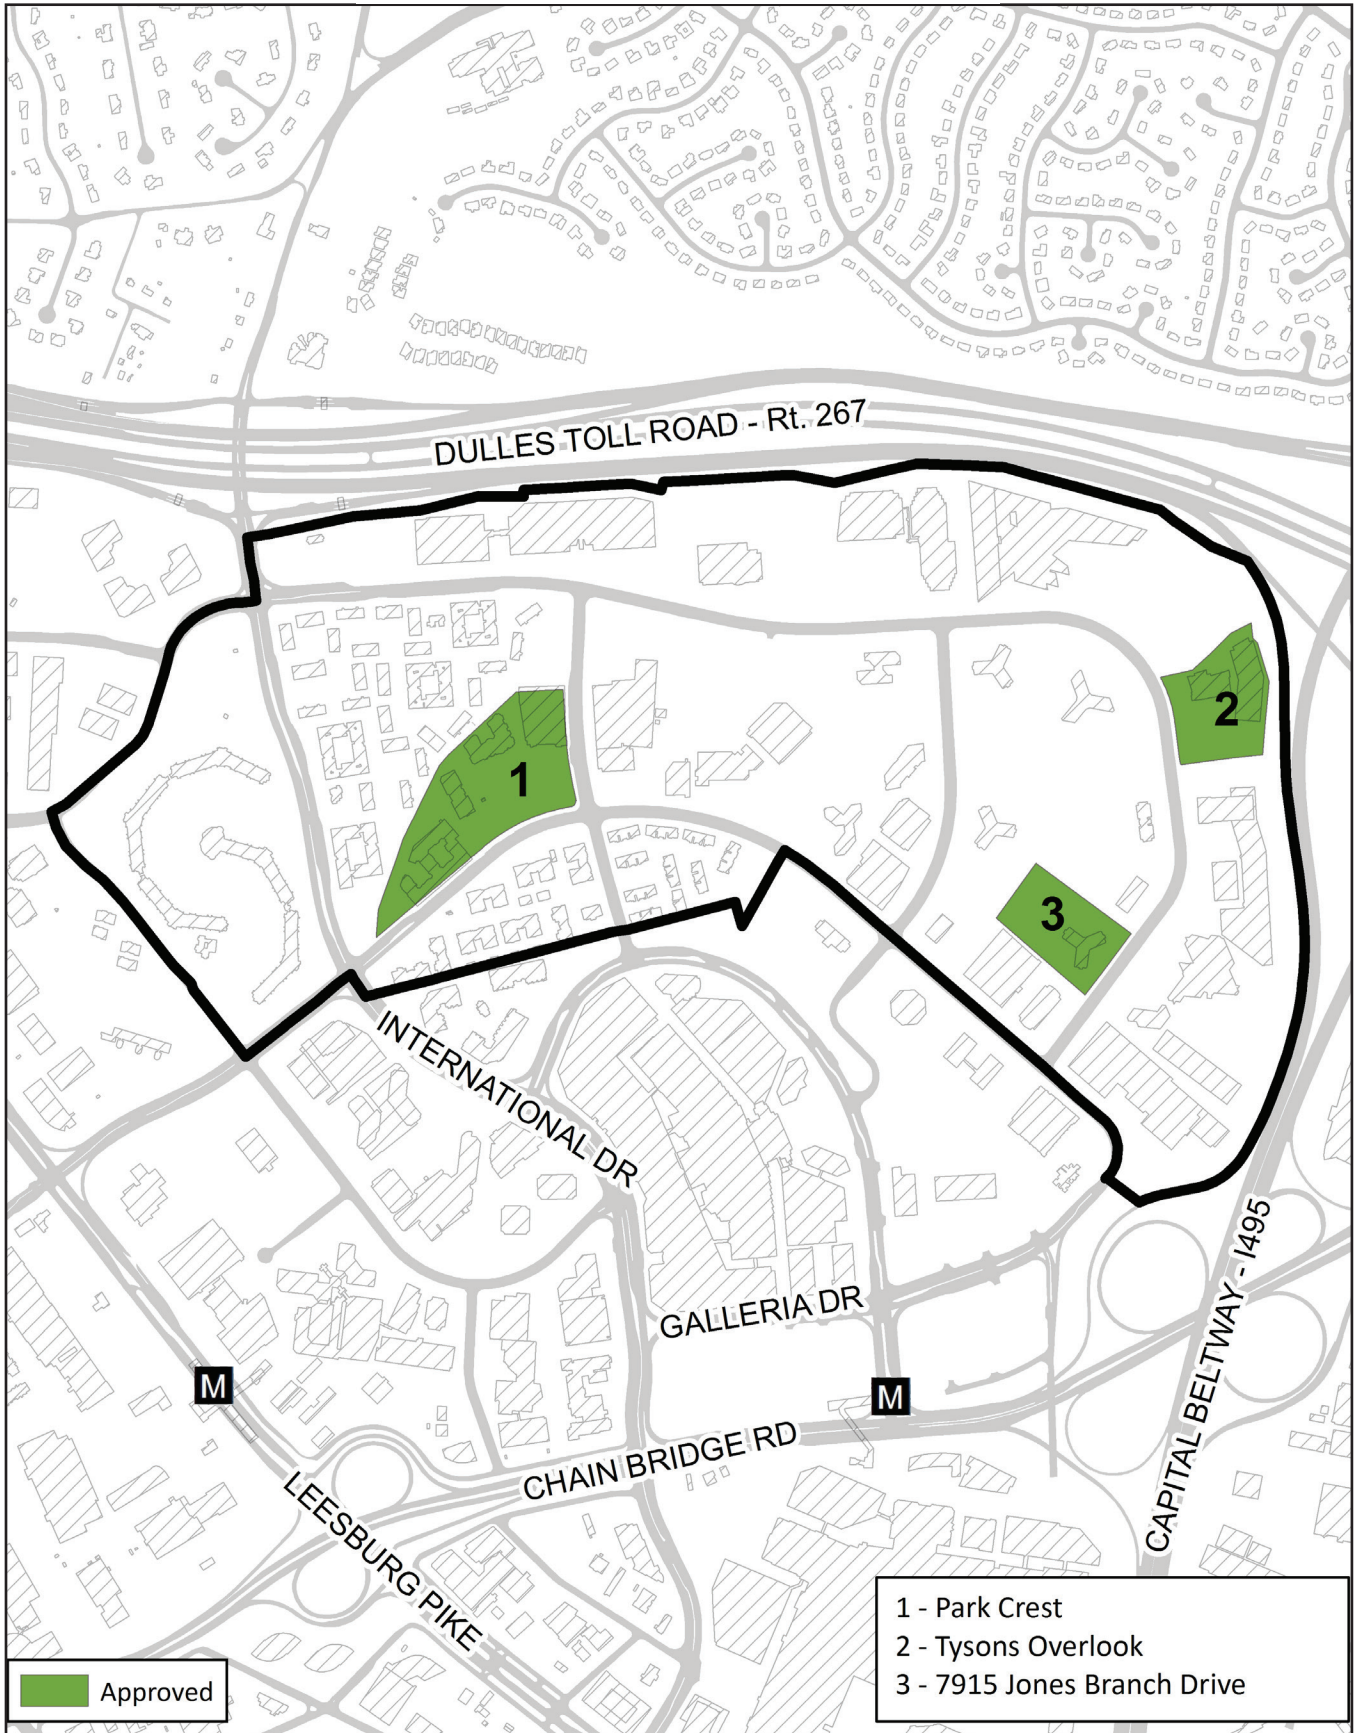 DULLES TOLL ROAD - Rt. 267
1
2
3
INTERNATIONAL DR
GALLERIA DR
CAPITAL BELTWAY - I495
M
M
CHAIN BRIDGE RD
LEESBURG PIKE
1 - Park Crest
2 - Tysons Overlook
3 - 7915 Jones Branch Drive
Approved